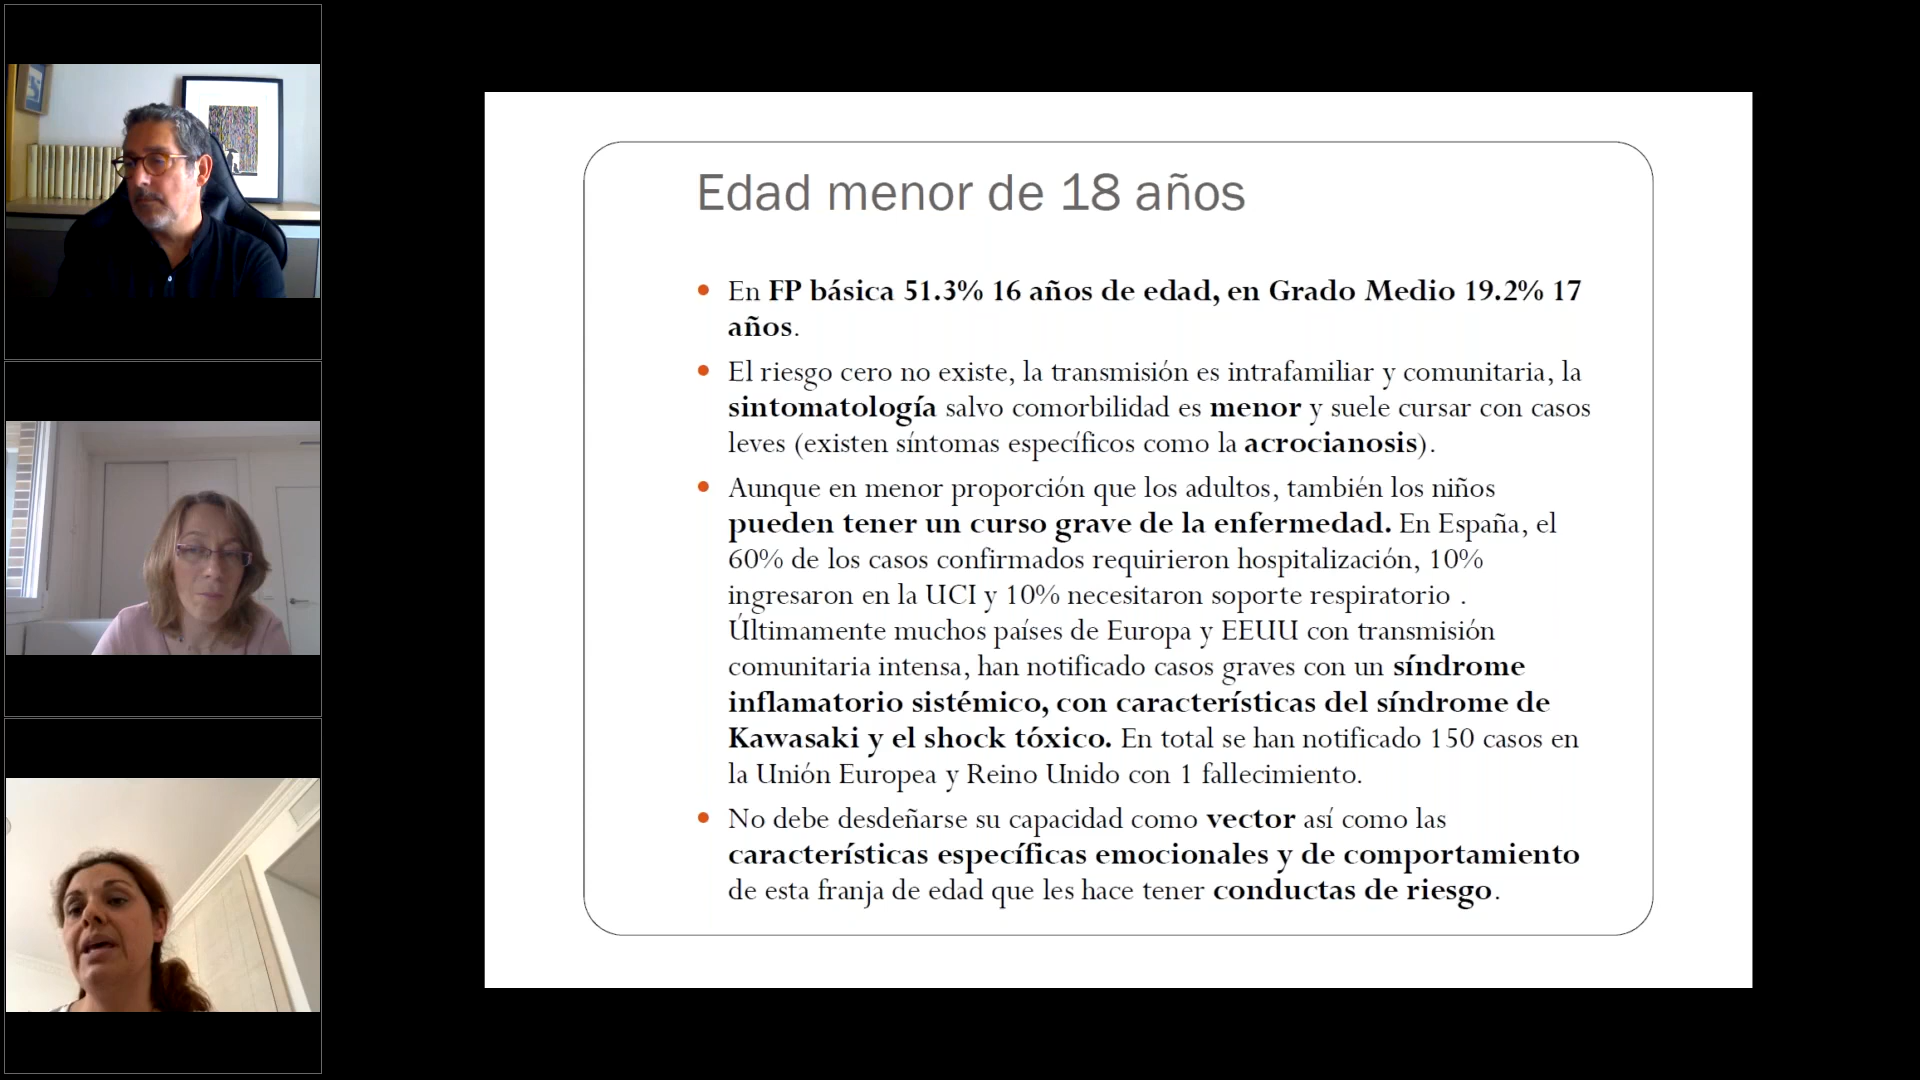 Edad menor de 18 años
• En FP básica 51.3% 16 años de edad, en Grado Medio 19.2% 17
años.
• El riesgo cero no existe, la transmisión es intrafamiliar y comunitaria, la
sintomatología salvo comorbilidad es menor y suele cursar con casos
leves (existen síntomas específicos como la acrocianosis).
• Aunque en menor proporción que los adultos, también los niños
pueden tener un curso grave de la enfermedad. En España, el
60% de los casos confirmados requirieron hospitalización, 10%
ingresaron en la UCI y 10% necesitaron soporte respiratorio .
Últimamente muchos países de Europa y EEUU con transmisión
comunitaria intensa, han notificado casos graves con un síndrome
inflamatorio sistémico, con características del síndrome de
Kawasaki y el shock tóxico. En total se han notificado 150 casos en
la Unión Europea y Reino Unido con 1 fallecimiento.
• No debe desdeñarse su capacidad como vector así como las
características específicas emocionales y de comportamiento
de esta franja de edad que les hace tener conductas de riesgo.